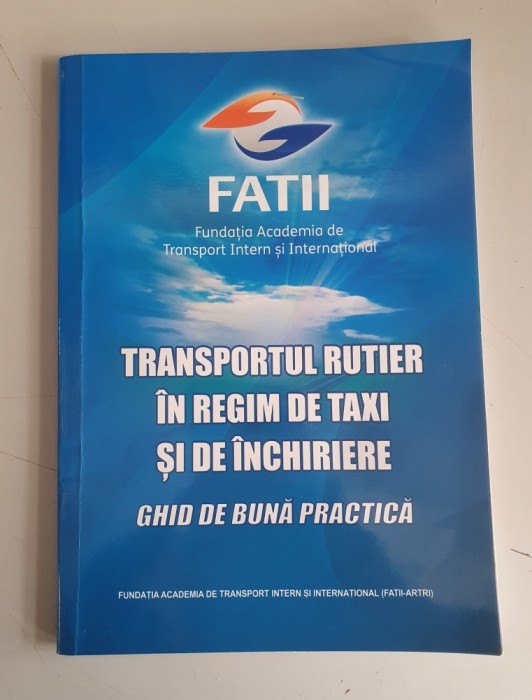 FATII
Fundația Academia de
Transport Intern și Internațional
TRANSPORTUL RUTIER
ÎN REGIM DE TAXI
ȘI DE ÎNCHIRIERE
GHID DE BUNĂ PRACTICĂ
FUNDAȚIA ACADEMIA DE TRANSPORT INTERN ȘI INTERNAȚIONAL (FATII-ARTRI)